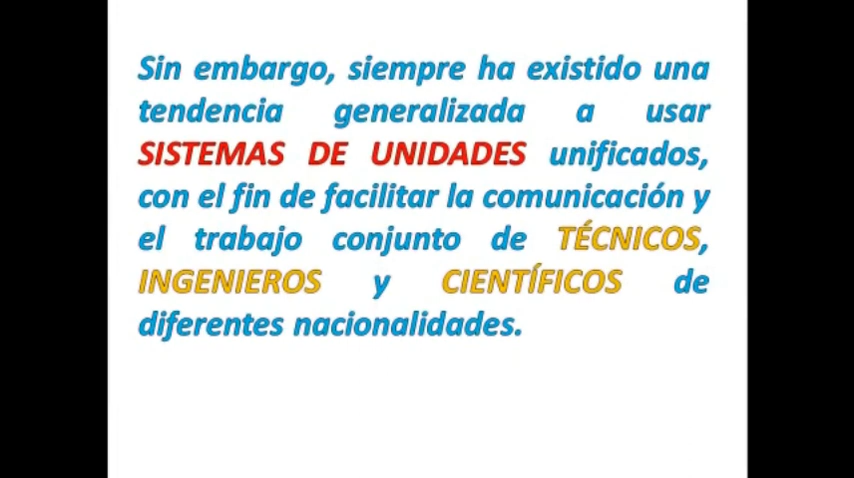 Sin embargo, siempre ha existido una
tendencia generalizada a usar
SISTEMAS DE UNIDADES unificados,
con el fin de facilitar la comunicación y
el trabajo conjunto de TÉCNICOS,
INGENIEROS y CIENTÍFICOS de
diferentes nacionalidades.